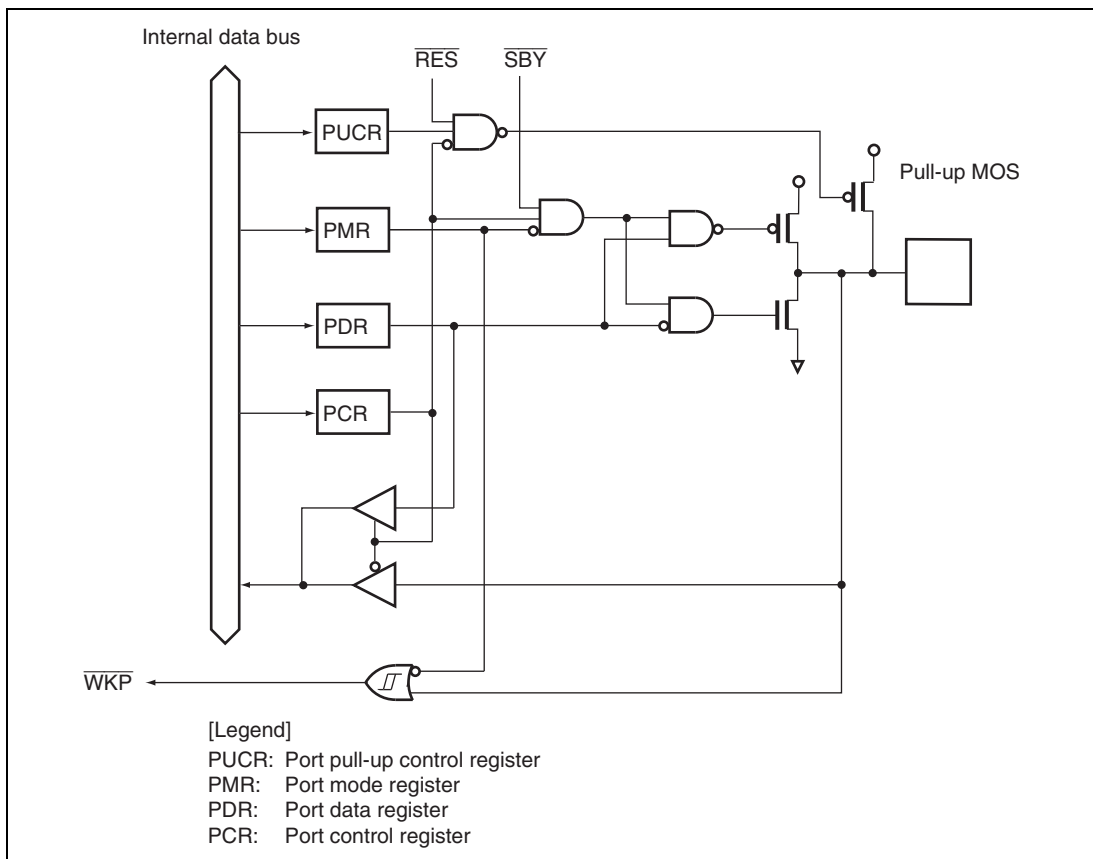 Internal data bus
RES
SBY
PUCR
Pull-up MOS
PMR
PDR
PCR
WKP
[Legend]
PUCR: Port pull-up control register
PMR: Port mode register
PDR: Port data register
PCR: Port control register